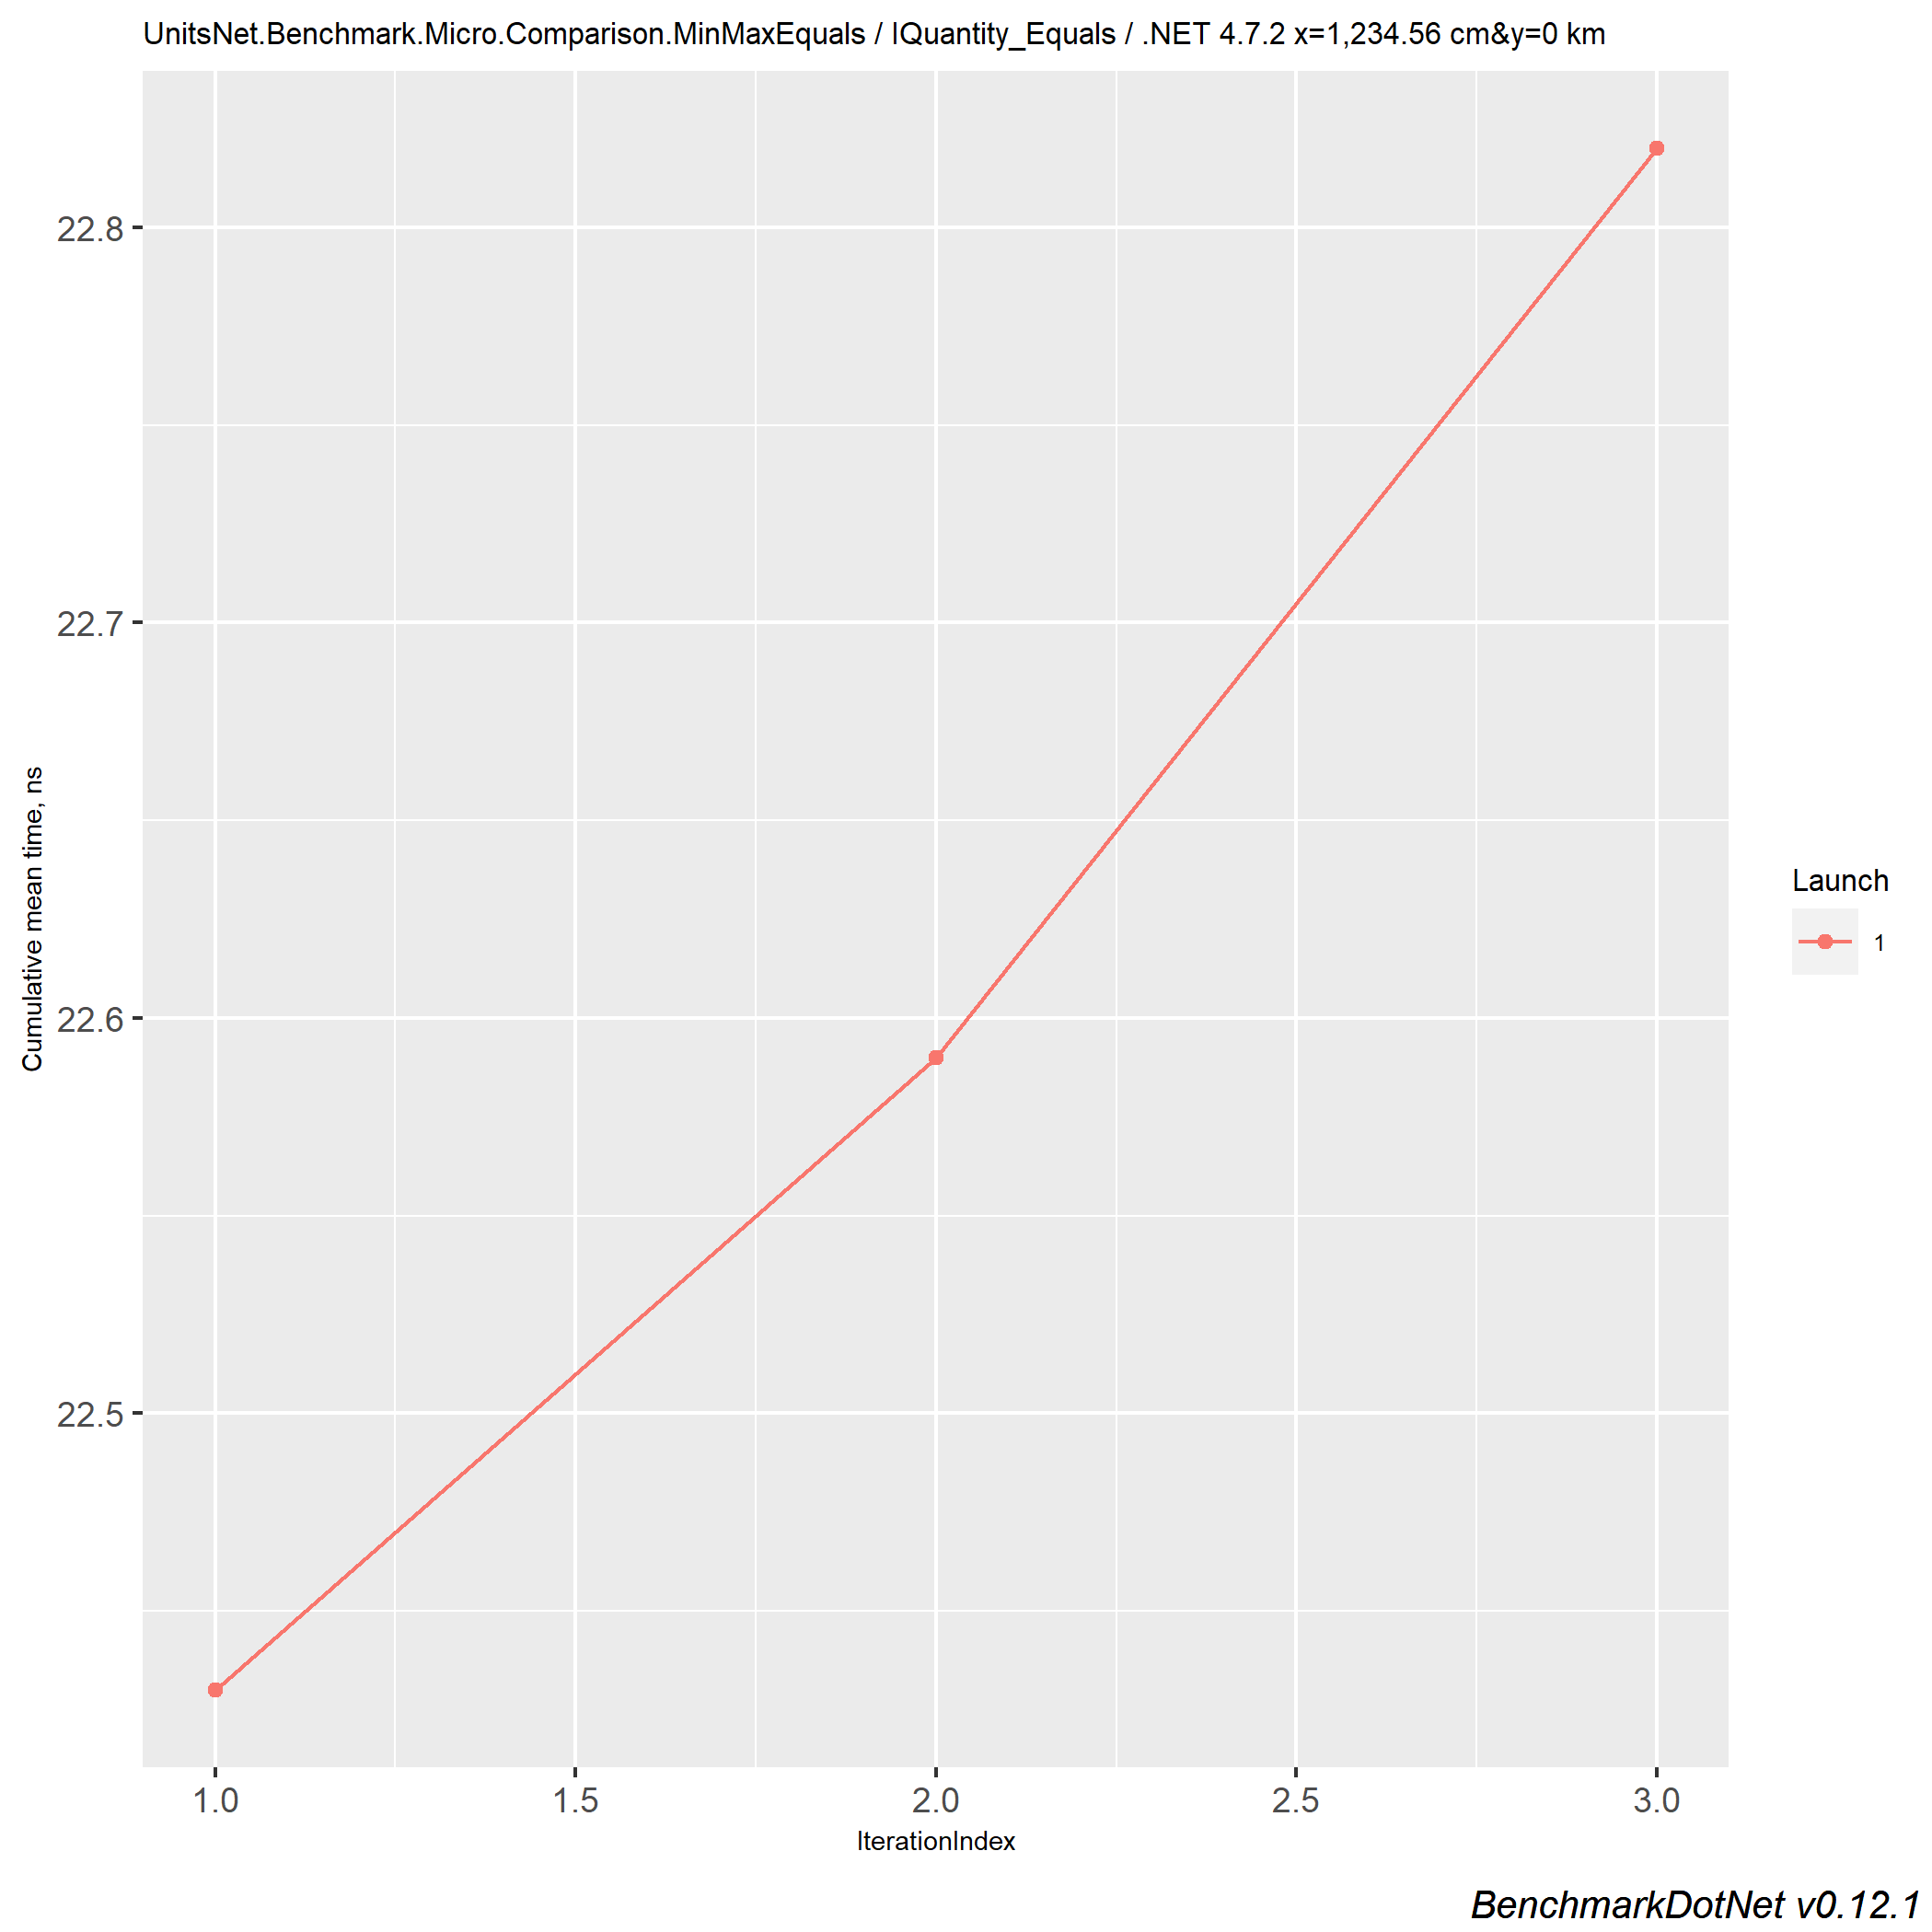 UnitsNet.Benchmark.Micro.Comparison.MinMaxEquals / IQuantity_Equals / .NET 4.7.2 x=1,234.56 cm&y=0 km
22.8
22.7
22.6
22.5
Cumulative mean time, ns
1.0 1.5 2.0 2.5 3.0
IterationIndex
Launch
1
BenchmarkDotNet v0.12.1